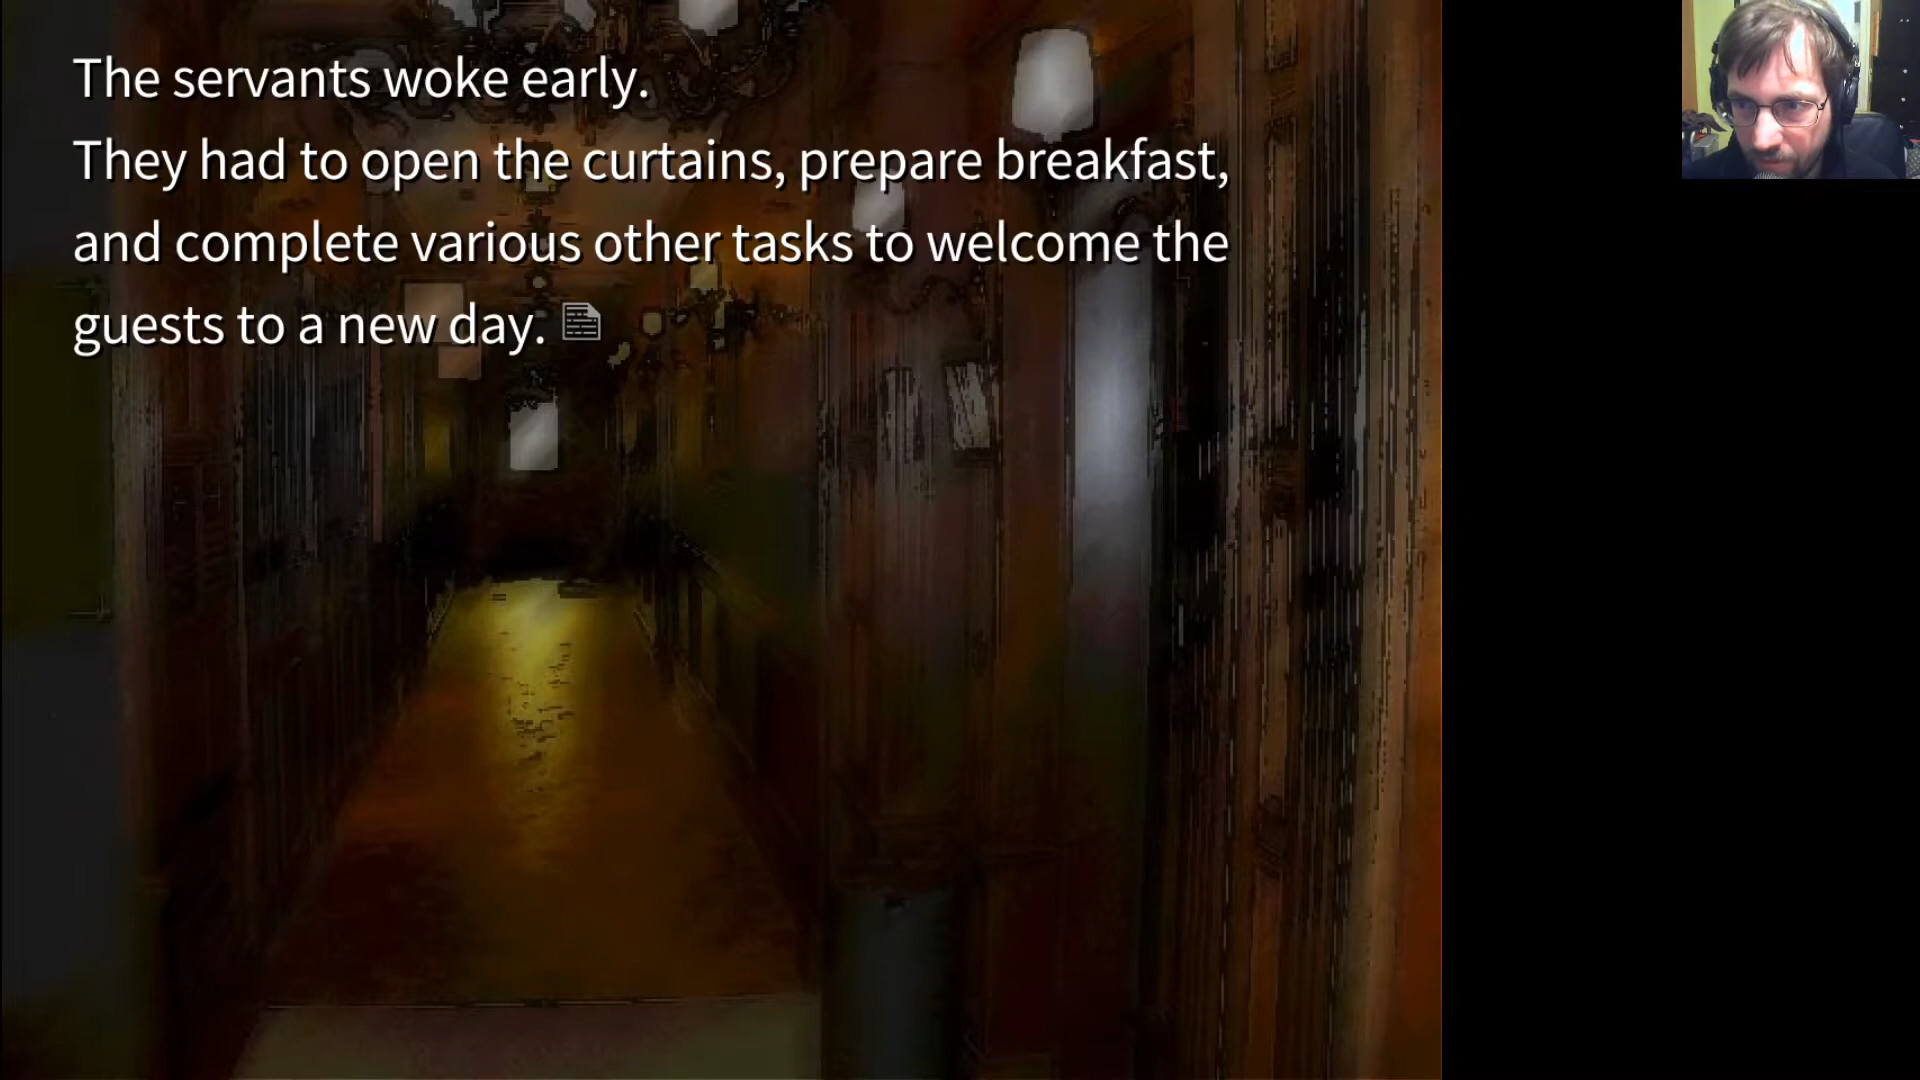 The servants woke early.
They had to open the curtains, prepare breakfast,
and complete various other tasks to welcome the
guests to a new day.